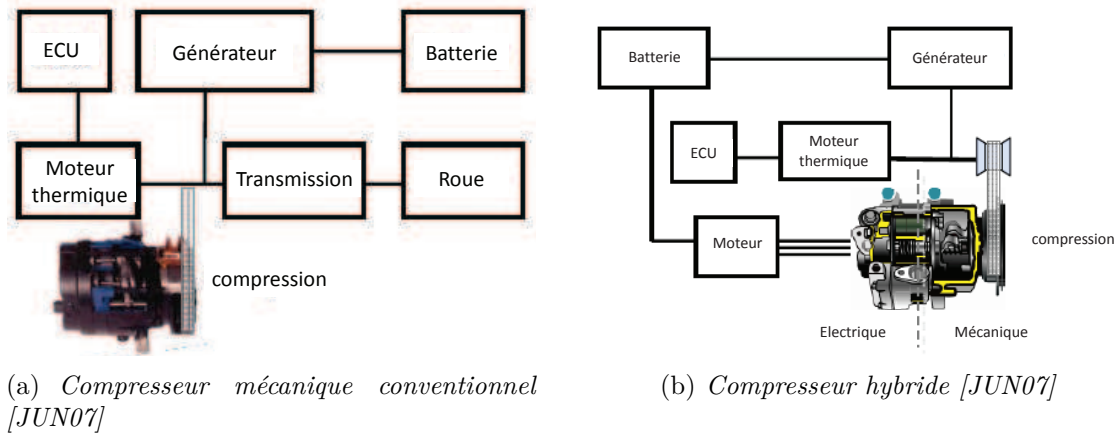 ECU
Générateur
Batterie
Moteur
thermique
Transmission
Roue
compression
(a) Compresseur mécanique conventionnel
[JUN07]
Batterie
Générateur
ECU
Moteur
thermique
Moteur
compression
Electrique
Mécanique
(b) Compresseur hybride [JUN07]